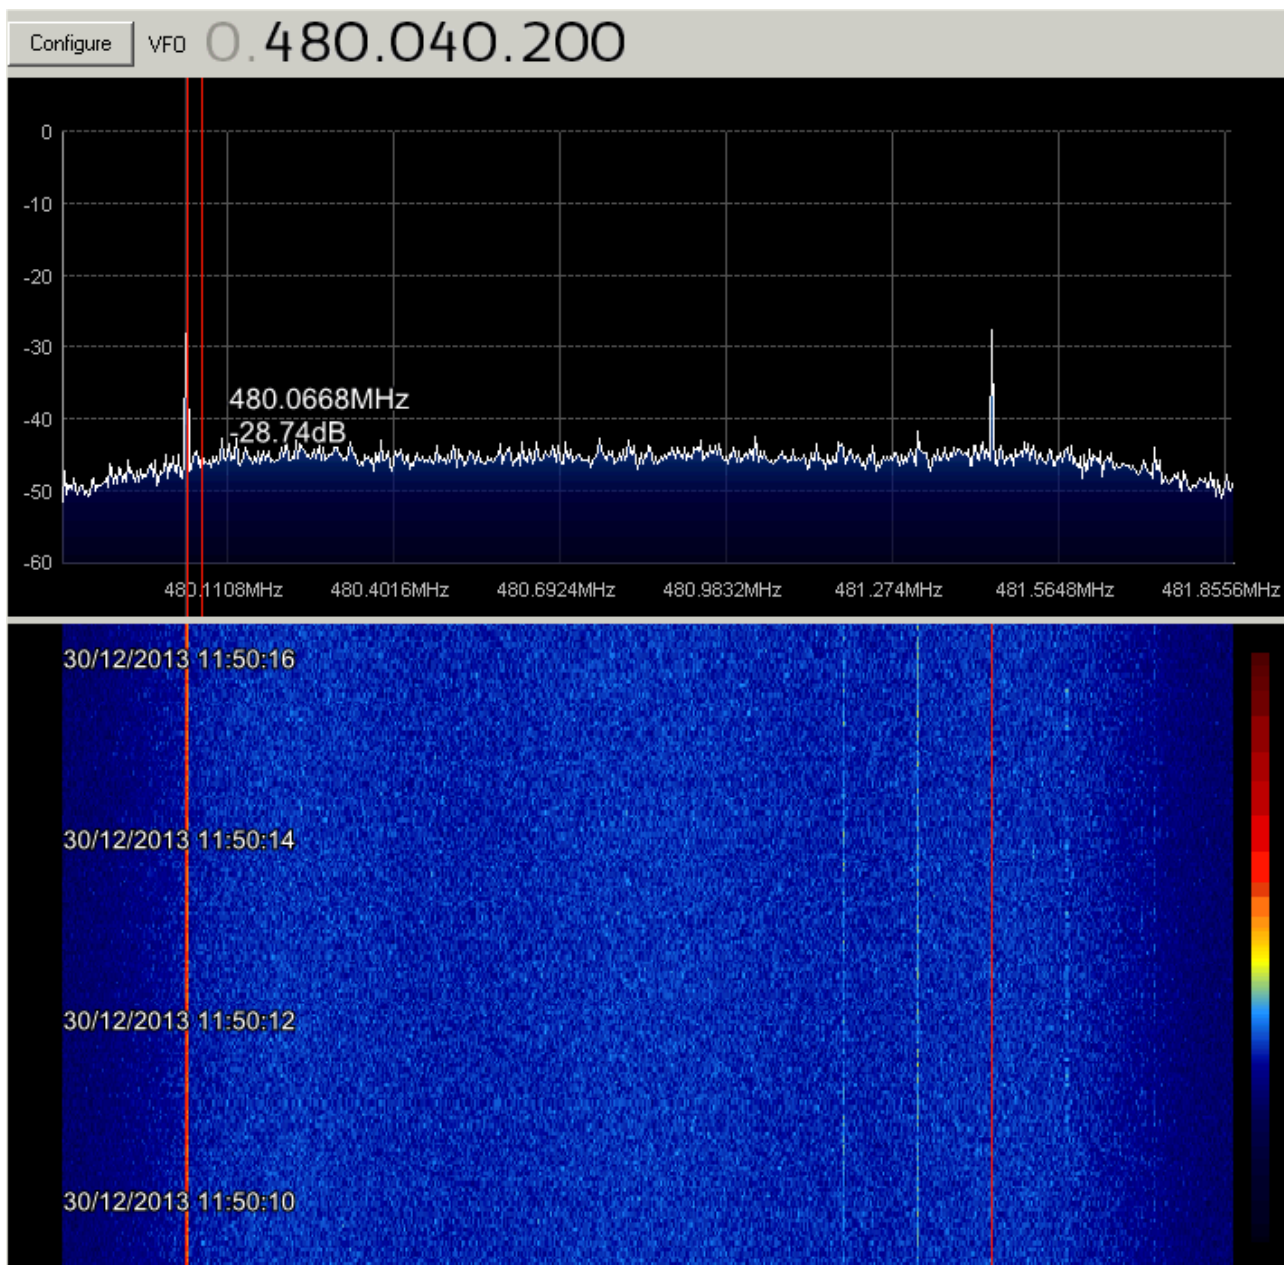 Configure VFO 0.480.040.200
0
-10
-20
-30
-40
-50
-60
480.0668MHz
-28.74dB
480.1108MHz 480.4016MHz 480.6924MHz 480.9832MHz 481.274MHz 481.5648MHz 481.8556MHz
30/12/2013 11:50:16
30/12/2013 11:50:14
30/12/2013 11:50:12
30/12/2013 11:50:10